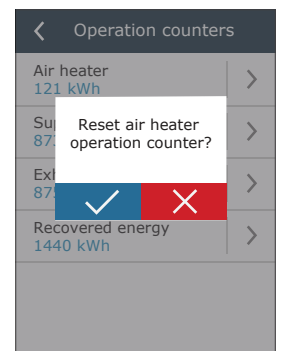 Operation counters
Air heater
121 kWh
Reset air heater
operation counter?
Recovered energy
1440 kWh